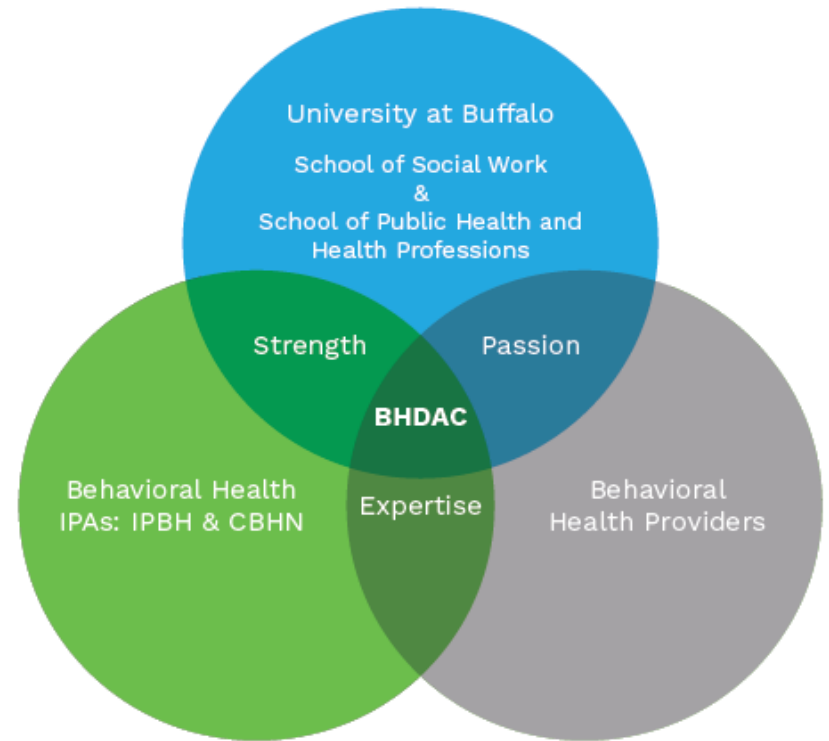 University at Buffalo
School of Social Work
&
School of Public Health and
Health Professions
Strength
Passion
BHDAC
Behavioral Health
IPAs: IPBH & CBHN
Expertise
Behavioral
Health Providers